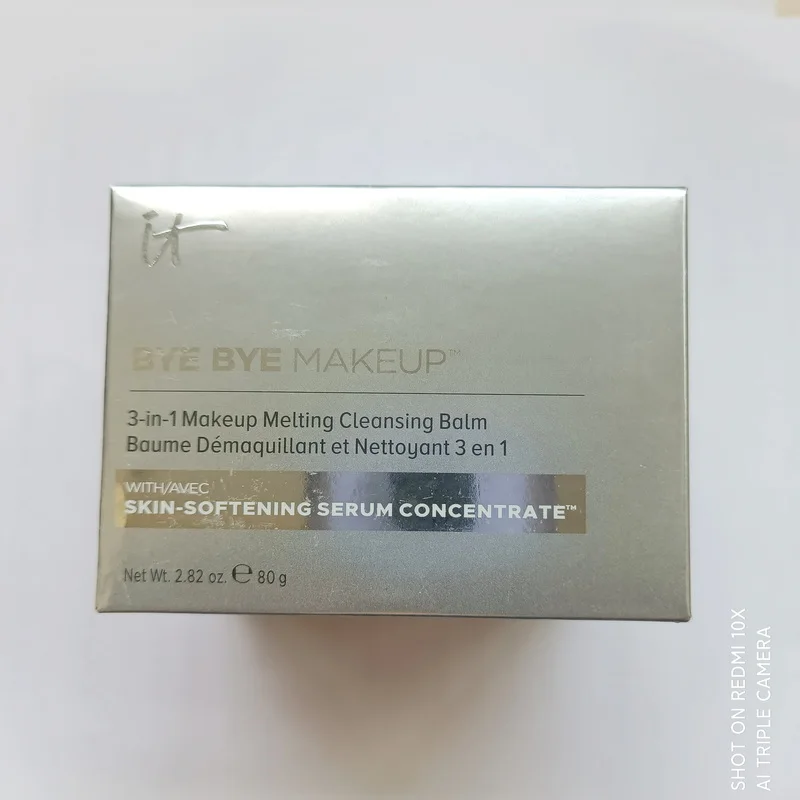 it
BYE BYE MAKEUP™
3-in-1 Makeup Melting Cleansing Balm
Baume Démaquillant et Nettoyant 3 en 1
WITH/AVEC
SKIN-SOFTENING SERUM CONCENTRATE™
Net Wt. 2.82 oz. ℮ 80 g
SHOT ON REDMI 10X
AI TRIPLE CAMERA